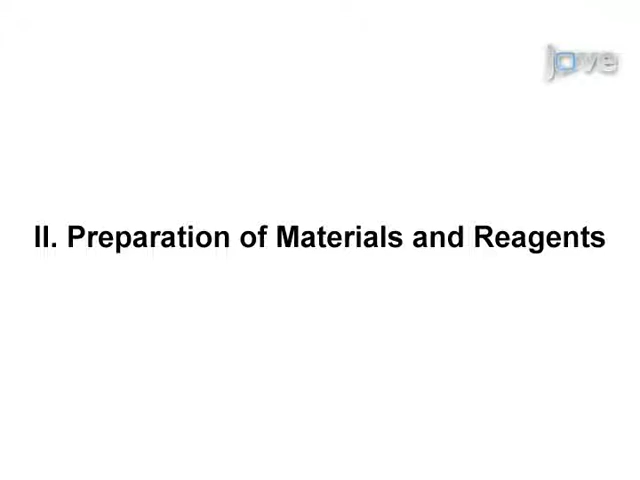 jove
II. Preparation of Materials and Reagents